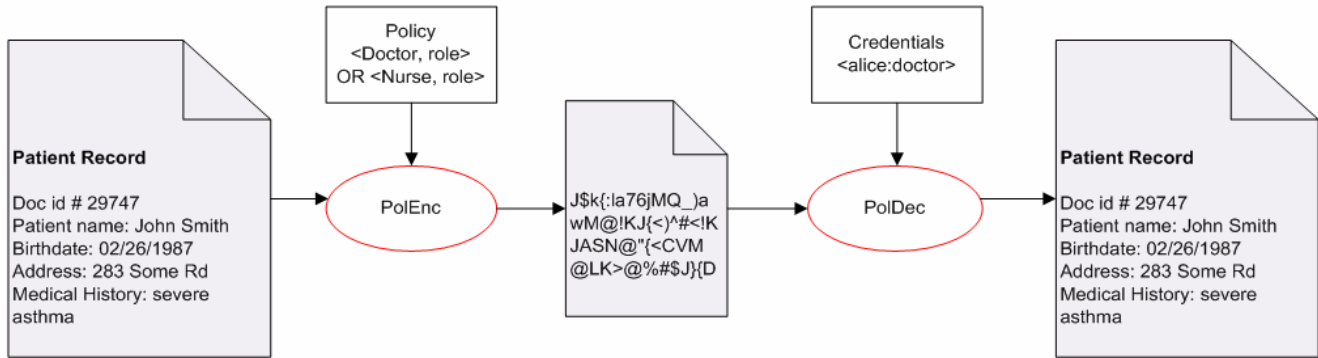 Patient Record
Doc id # 29747
Patient name: John Smith
Birthdate: 02/26/1987
Address: 283 Some Rd
Medical History: severe
asthma
Policy
<Doctor, role>
OR <Nurse, role>
PolEnc
J$k{:la76jMQ_)a
wM@!KJ{<)^#<!K
JASN@"{<CVM
@LK>@%#$J}{D
Credentials
<alice:doctor>
PolDec
Patient Record
Doc id # 29747
Patient name: John Smith
Birthdate: 02/26/1987
Address: 283 Some Rd
Medical History: severe
asthma